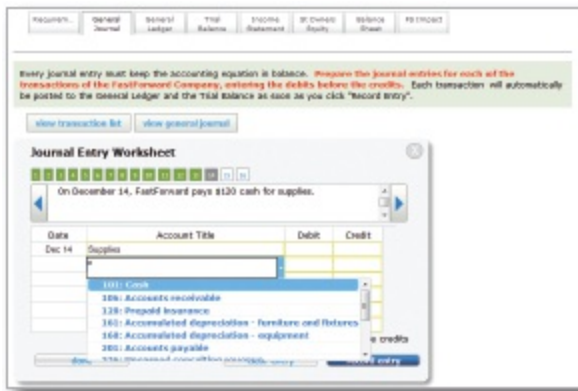 Requirem...
General
Journal
General
Ledger
Trial
Balance
Income
Statement
St Owners
Equity
Balance
Sheet
FS Impact
Every journal entry must keep the accounting equation in balance. Prepare the journal entries for each of the
transactions of the FastForward Company, entering the debits before the credits. Each transaction will automatically
be posted to the General Ledger and the Trial Balance as soon as you click "Record Entry".
view transaction list
view general journal
Journal Entry Worksheet
On December 14, FastForward pays $120 cash for supplies.
Date Account Title Debit Credit
Dec 14 Supplies
101: Cash
106: Accounts receivable
128: Prepaid insurance
161: Accumulated depreciation - furniture and fixtures
168: Accumulated depreciation - equipment
201: Accounts payable
credits
entry
entry